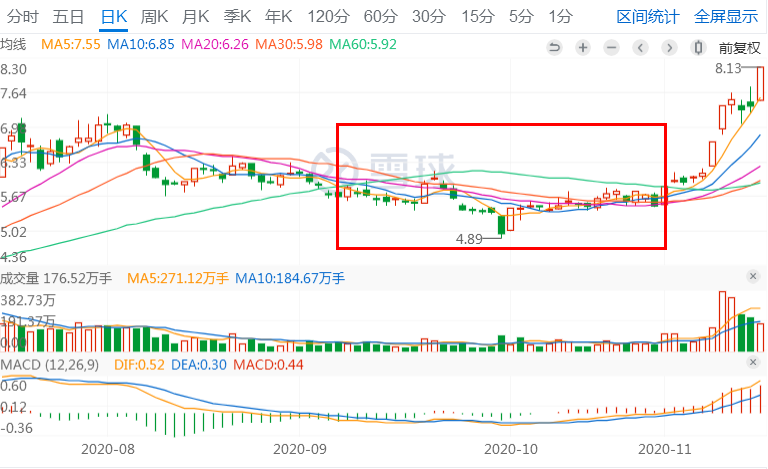 分时 五日 日K 周K 月K 季K 年K 120分 60分 30分 15分 5分 1分 区间统计 全屏显示
均线 MA5:7.55 MA10:6.85 MA20:6.26 MA30:5.98 MA60:5.92 前复权
8.30
8.13
7.64
6.98
雪球
6.33
5.67
5.02
4.89
4.36
成交量 176.52万手 MA5:271.12万手 MA10:184.67万手
382.73万
191.37万
0.00
MACD (12,26,9) DIF:0.52 DEA:0.30 MACD:0.44
0.60
0.12
-0.36
2020-08 2020-09 2020-10 2020-11